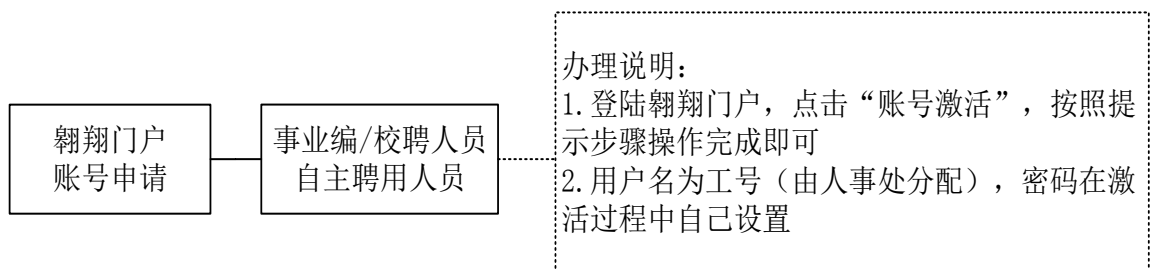 翱翔门户
账号申请
事业编/校聘人员
自主聘用人员
办理说明：
1.登陆翱翔门户，点击“账号激活”，按照提
示步骤操作完成即可
2.用户名为工号（由人事处分配），密码在激
活过程中自己设置